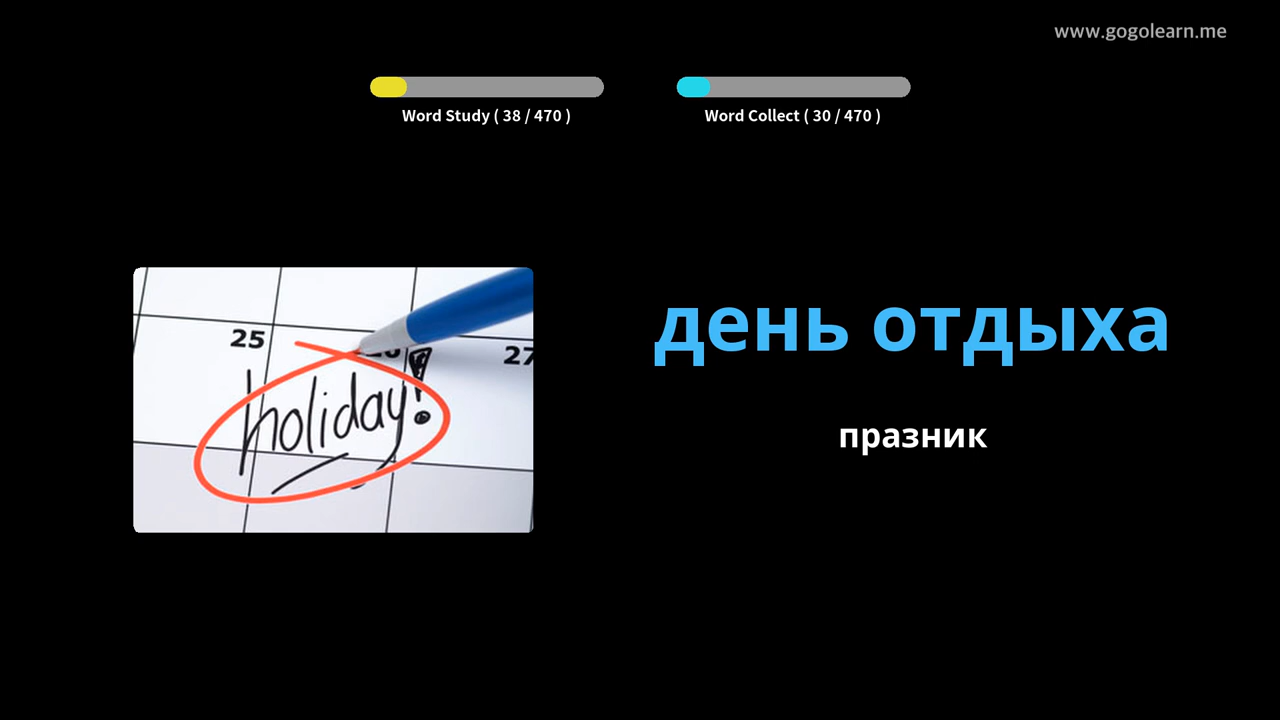 www.gogolearn.me
Word Study ( 38 / 470 )
Word Collect ( 30 / 470 )
25
27
holiday!
день отдыха
празник